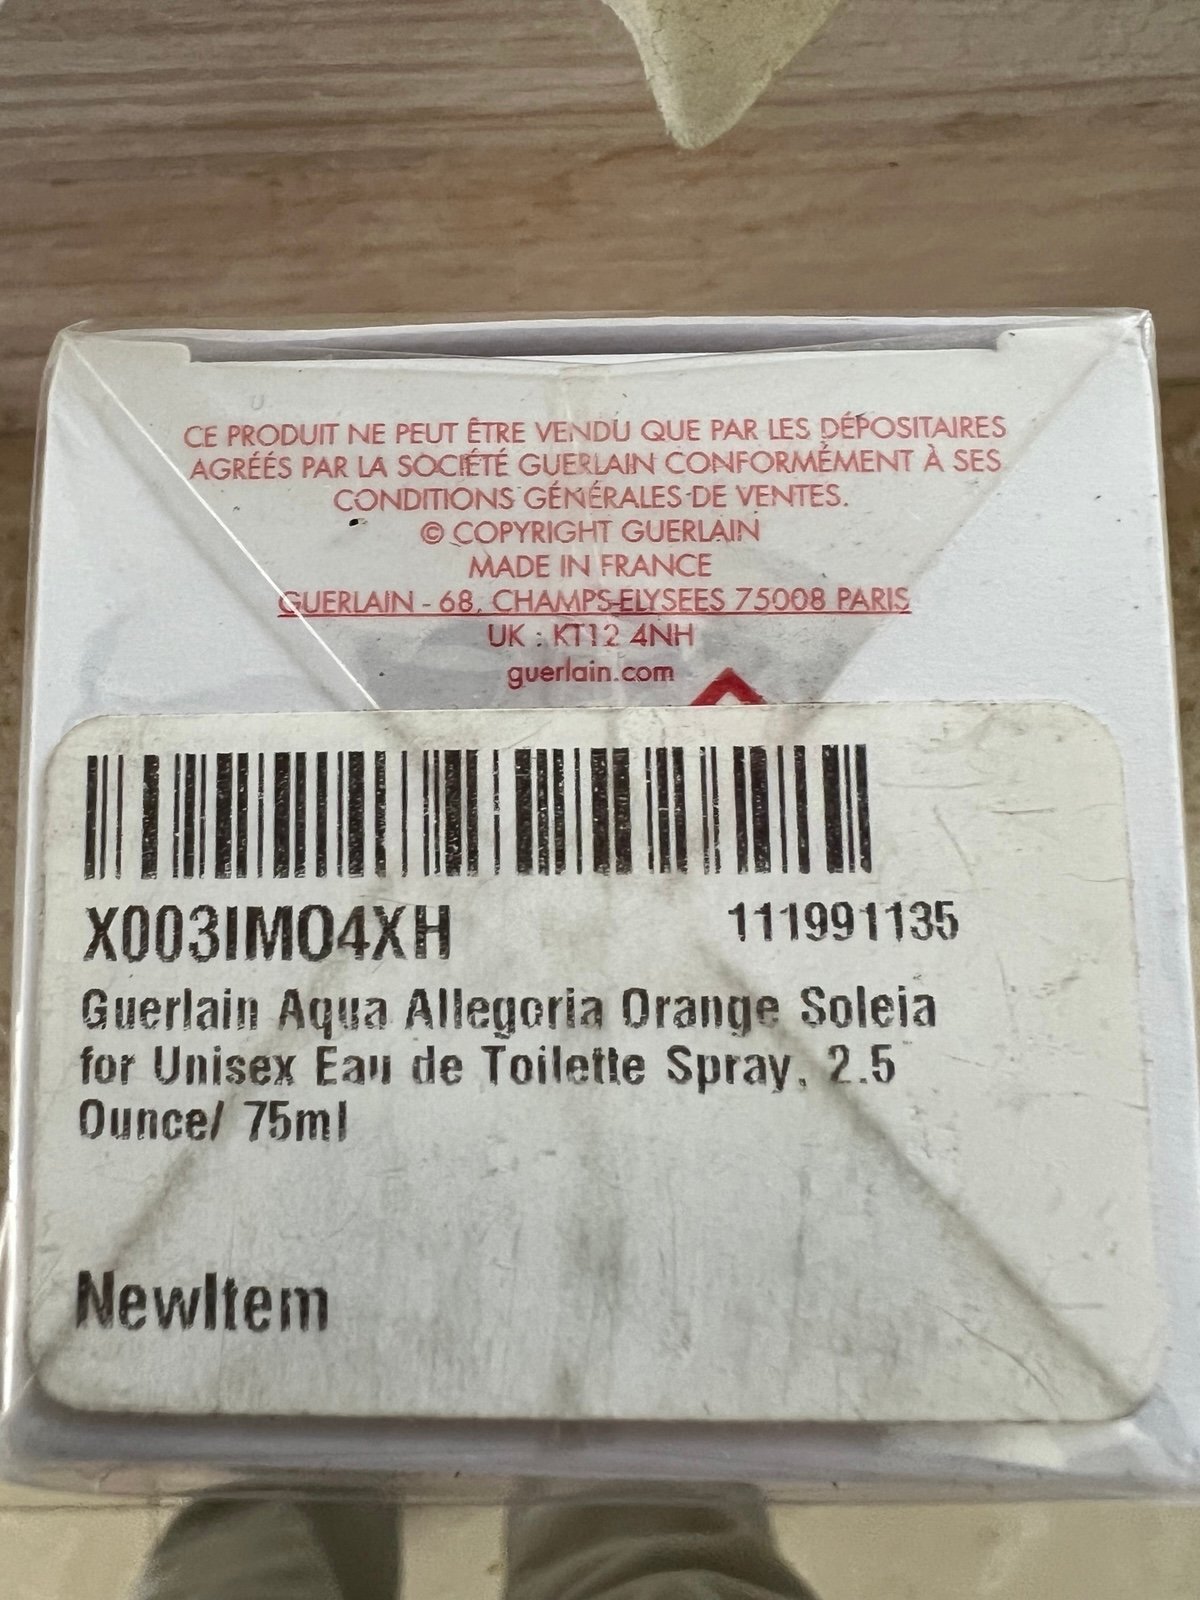 CE PRODUIT NE PEUT ÊTRE VENDU QUE PAR LES DÉPOSITAIRES
AGRÉÉS PAR LA SOCIÉTÉ GUERLAIN CONFORMÉMENT À SES
CONDITIONS GÉNÉRALES DE VENTES.
© COPYRIGHT GUERLAIN
MADE IN FRANCE
GUERLAIN - 68, CHAMPS-ELYSEES 75008 PARIS
UK : KT12 4NH
guerlain.com
X003IMO4XH 111991135
Guerlain Aqua Allegoria Orange Soleia
for Unisex Eau de Toilette Spray, 2.5
Ounce/ 75ml
NewItem